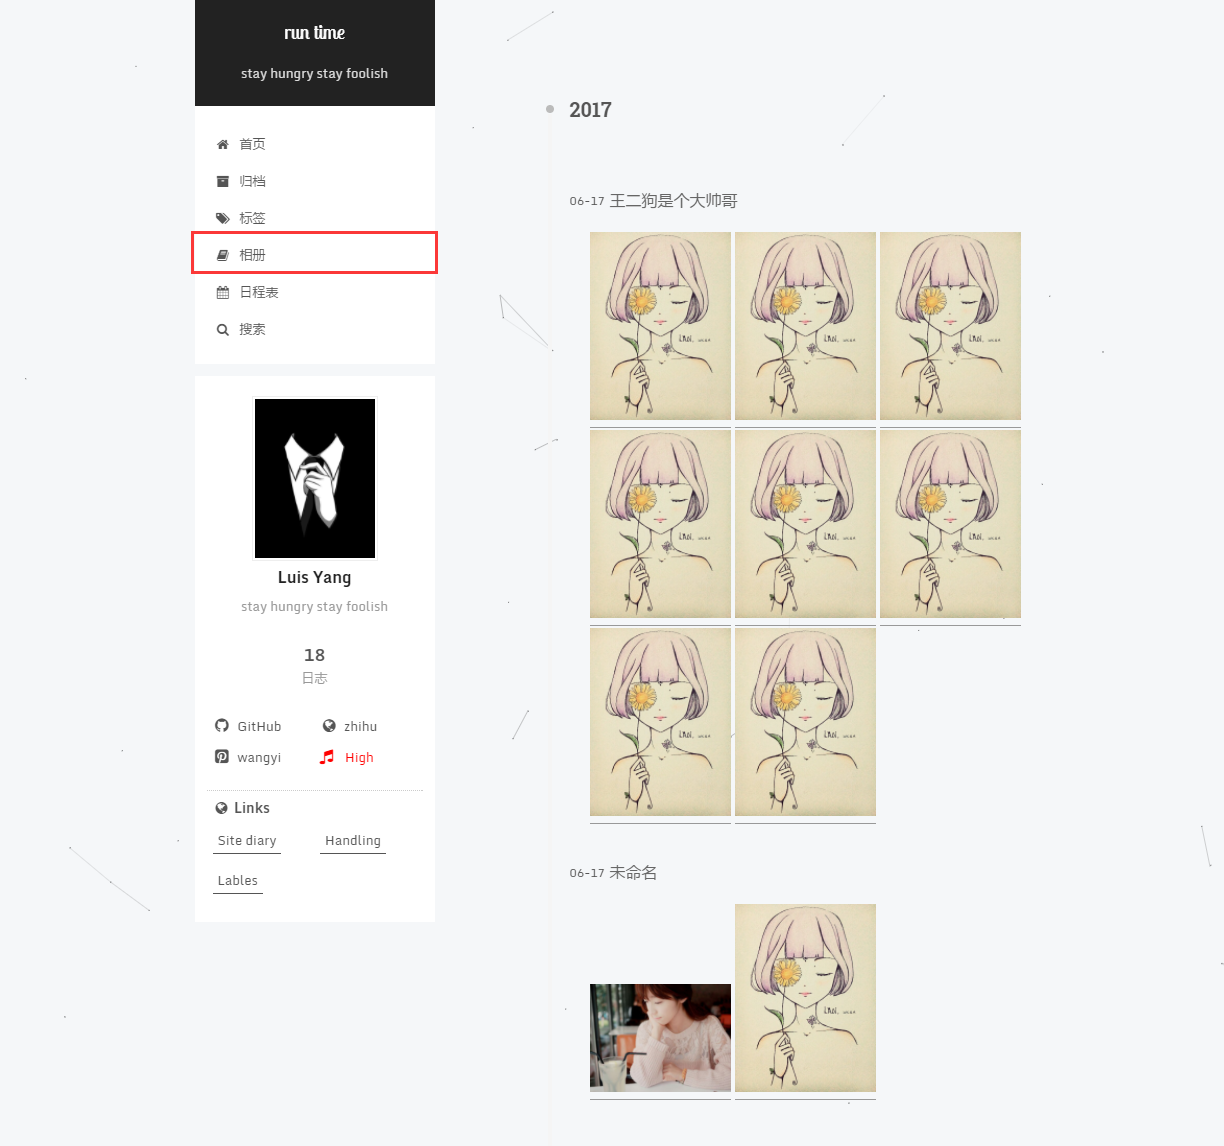 run time
stay hungry stay foolish
首页
归档
标签
相册
日程表
搜索
Luis Yang
stay hungry stay foolish
18
日志
GitHub zhihu
wangyi High
Links
Site diary Handling
Lables
2017
06-17 王二狗是个大帅哥
06-17 未命名